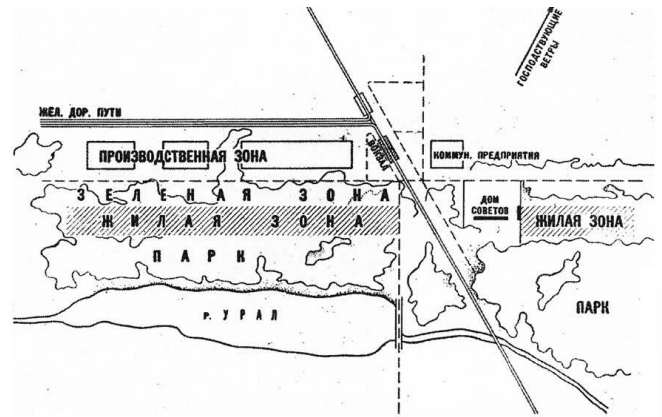 ГОСПОДСТВУЮЩИЕ
ВЕТРЫ
ЖЕЛ. ДОР. ПУТИ
ПРОИЗВОДСТВЕННАЯ ЗОНА
ВОКЗАЛ
КОММУН. ПРЕДПРИЯТИЯ
ЗЕЛЕНАЯ ЗОНА
ДОМ
СОВЕТОВ
ЖИЛАЯ ЗОНА
ЖИЛАЯ ЗОНА
ПАРК
ПАРК
р. УРАЛ